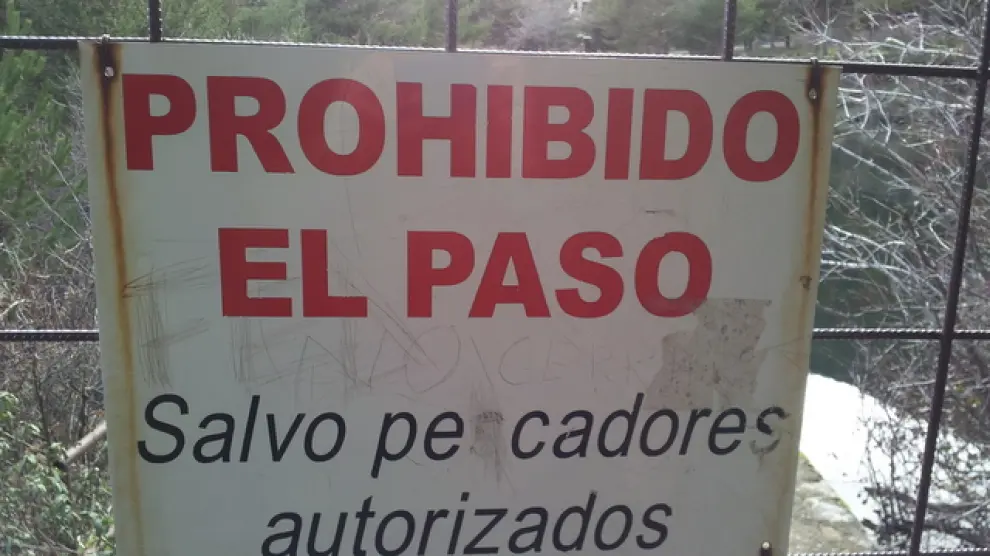 PROHIBIDO
EL PASO
Salvo pe cadores
autorizados